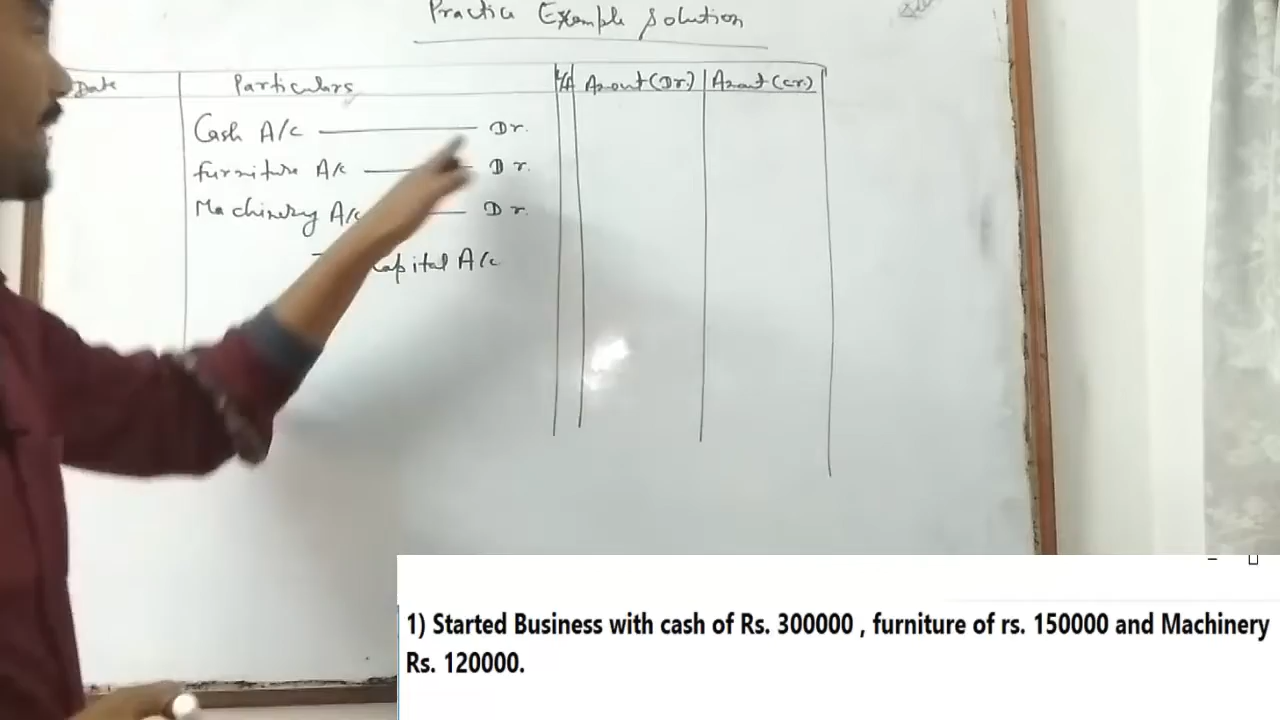 Practice Example Solution
Date Particulars Amount (Dr.) Amount (Cr.)
Cash A/c Dr.
furniture A/c Dr.
Machinery A/c Dr.
Capital A/c
1) Started Business with cash of Rs. 300000 , furniture of rs. 150000 and Machinery
Rs. 120000.